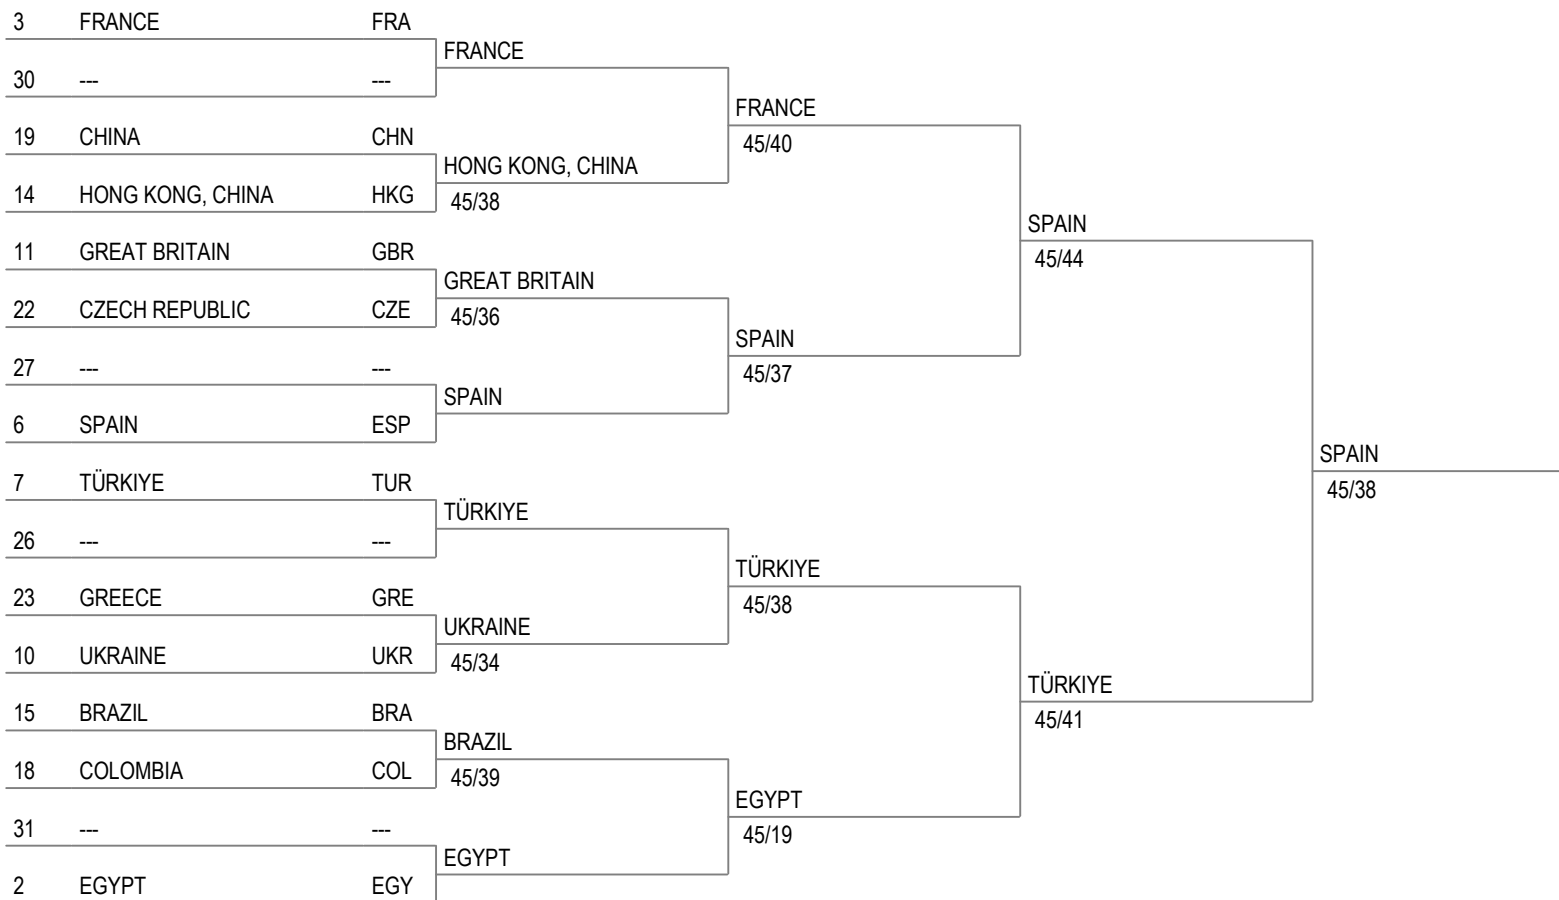 3 FRANCE FRA
FRANCE
30 --- ---
FRANCE
19 CHINA CHN
45/40
HONG KONG, CHINA
14 HONG KONG, CHINA HKG
45/38
SPAIN
11 GREAT BRITAIN GBR
45/44
GREAT BRITAIN
22 CZECH REPUBLIC CZE
45/36
SPAIN
27 --- ---
45/37
SPAIN
6 SPAIN ESP
SPAIN
7 TÜRKIYE TUR
45/38
TÜRKIYE
26 --- ---
TÜRKIYE
23 GREECE GRE
45/38
UKRAINE
10 UKRAINE UKR
45/34
TÜRKIYE
15 BRAZIL BRA
45/41
BRAZIL
18 COLOMBIA COL
45/39
EGYPT
31 --- ---
45/19
EGYPT
2 EGYPT EGY